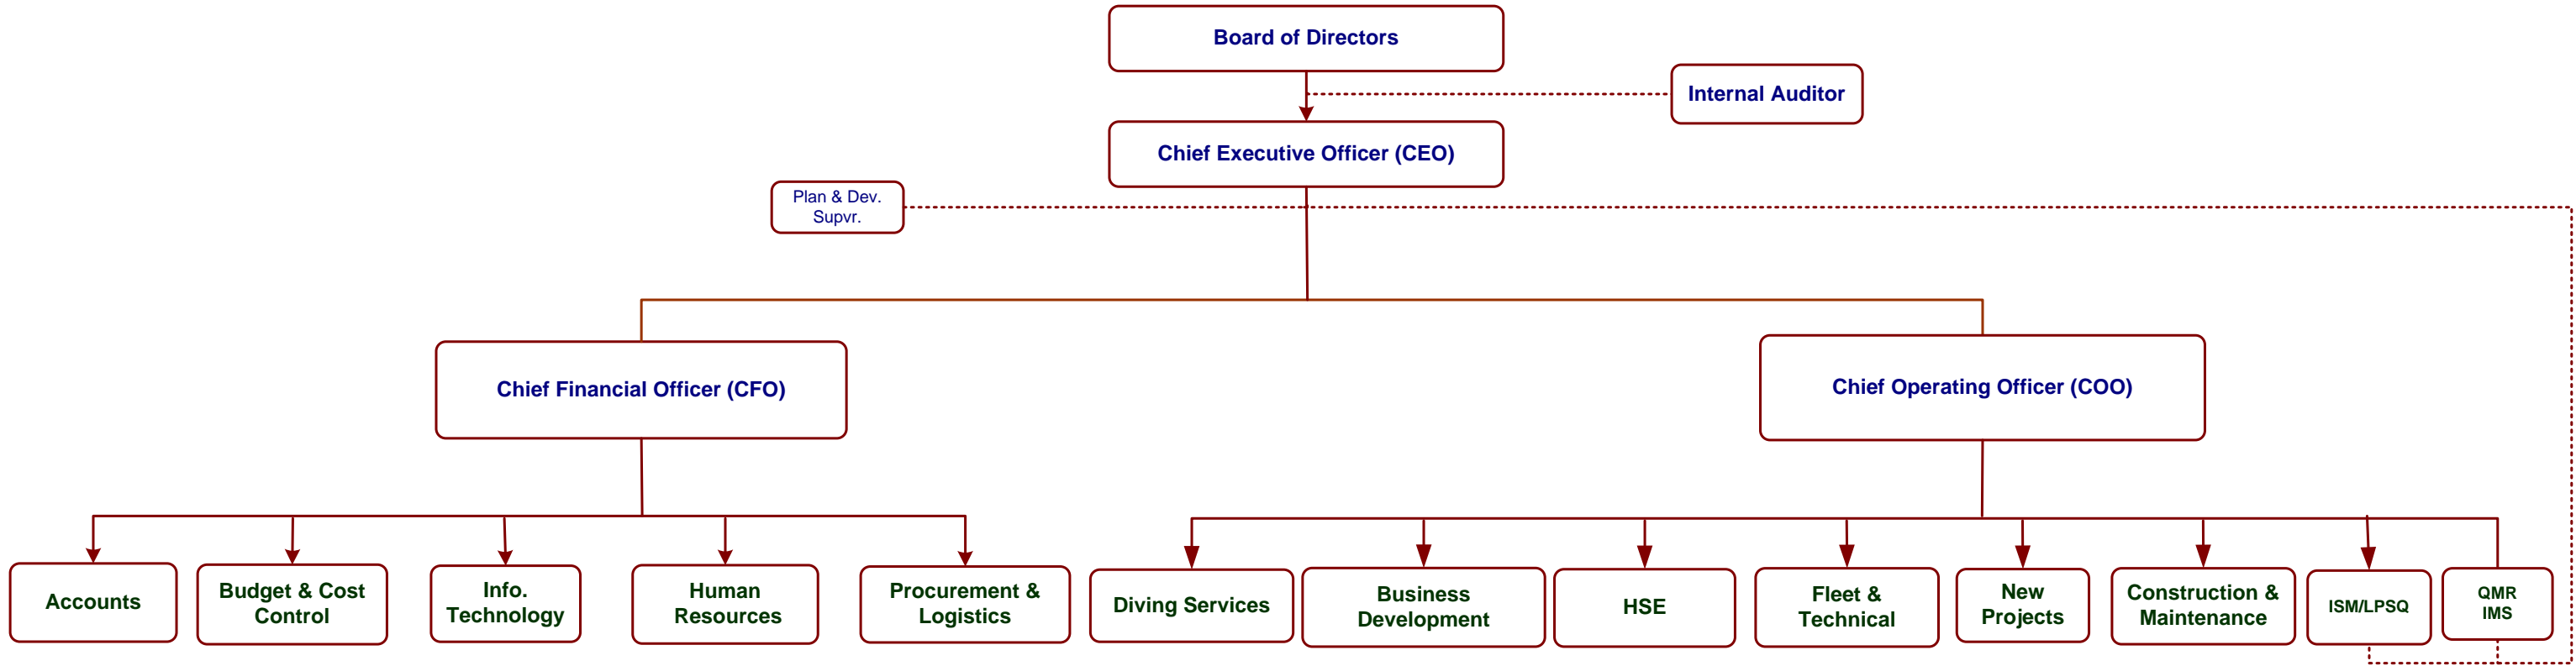 Board of Directors
Internal Auditor
Chief Executive Officer (CEO)
Plan & Dev.
Supvr.
Chief Financial Officer (CFO)
Chief Operating Officer (COO)
Accounts
Budget & Cost
Control
Info.
Technology
Human
Resources
Procurement &
Logistics
Diving Services
Business
Development
HSE
Fleet &
Technical
New
Projects
Construction &
Maintenance
ISM/LPSQ
QMR
IMS